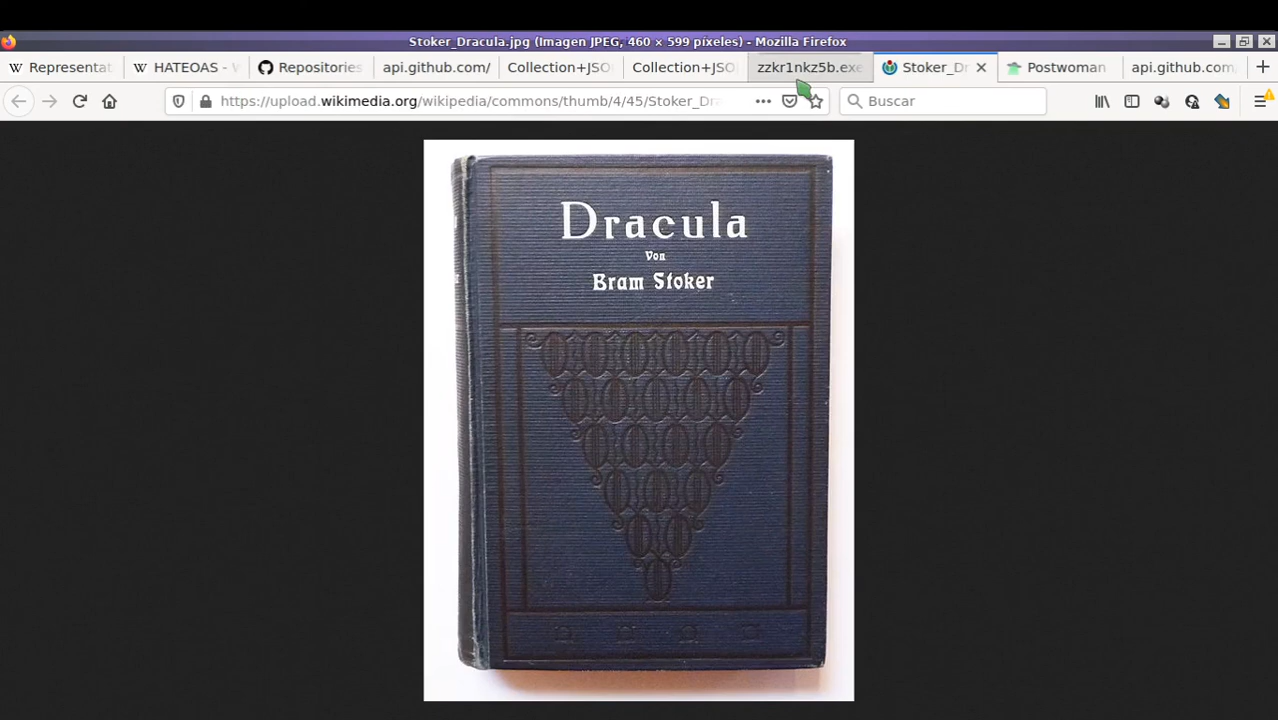 Stoker_Dracula.jpg (Imagen JPEG, 460 × 599 píxeles) - Mozilla Firefox
Representat
HATEOAS - W
Repositories
api.github.com/
Collection+JSO
Collection+JSO
zzkr1nkz5b.exe
Stoker_Dr
Postwoman
api.github.com
https://upload.wikimedia.org/wikipedia/commons/thumb/4/45/Stoker_Dra
Buscar
Dracula
Von
Bram Stoker